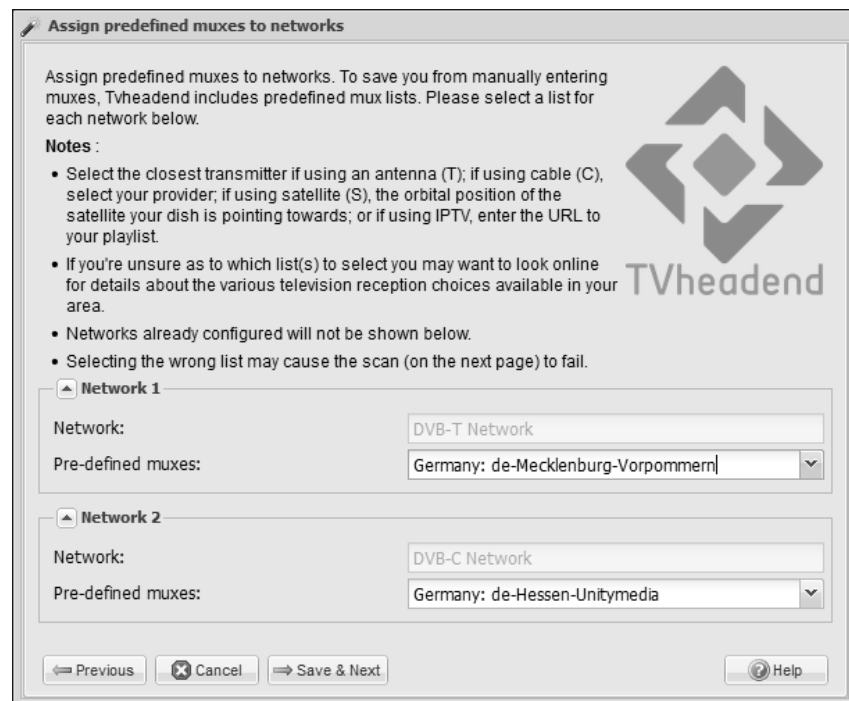 Assign predefined muxes to networks
Assign predefined muxes to networks. To save you from manually entering
muxes, Tvheadend includes predefined mux lists. Please select a list for
each network below.
Notes :
• Select the closest transmitter if using an antenna (T); if using cable (C),
select your provider; if using satellite (S), the orbital position of the
satellite your dish is pointing towards; or if using IPTV, enter the URL to
your playlist.
• If you're unsure as to which list(s) to select you may want to look online
for details about the various television reception choices available in your
area.
• Networks already configured will not be shown below.
• Selecting the wrong list may cause the scan (on the next page) to fail.
TVheadend
Network 1
Network: DVB-T Network
Pre-defined muxes: Germany: de-Mecklenburg-Vorpommern
Network 2
Network: DVB-C Network
Pre-defined muxes: Germany: de-Hessen-Unitymedia
Previous Cancel Save & Next Help